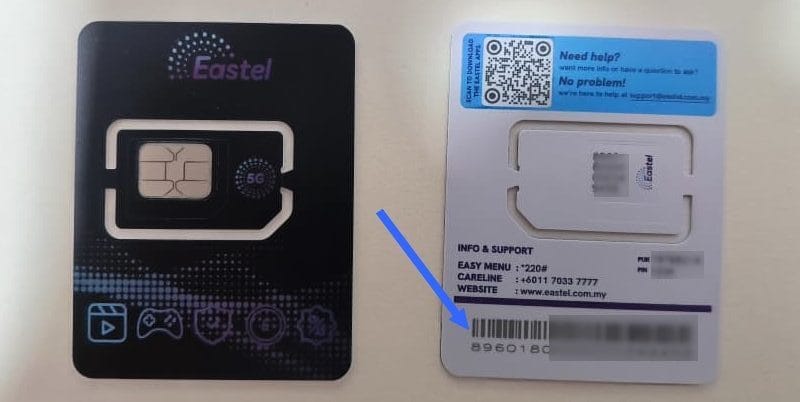 Eastel
5G
SCAN TO DOWNLOAD
THE EASTEL APPS
Need help?
want more info or have a question to ask?
No problem!
we're here to help at support@eastel.com.my
Eastel
INFO & SUPPORT
EASY MENU : *220#
CARELINE : +6011 7033 7777
WEBSITE : www.eastel.com.my
PUK
PIN
8960180